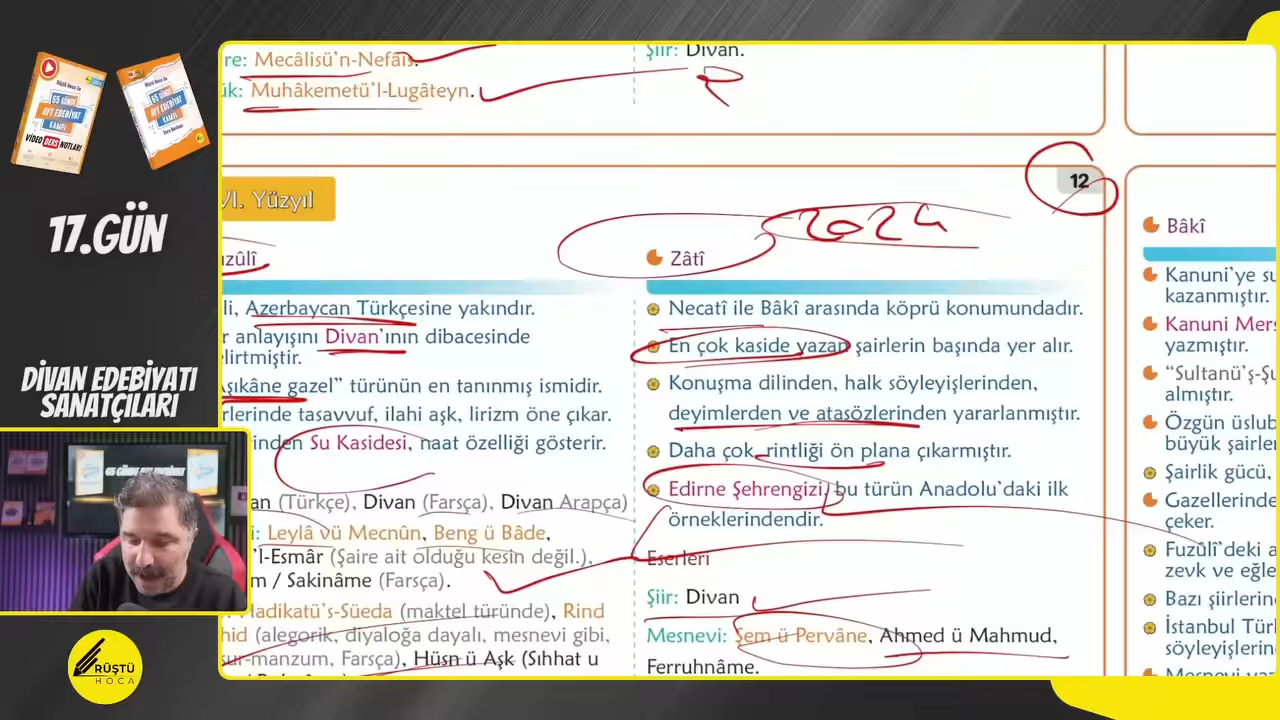 17.GÜN
DİVAN EDEBİYATI
SANATÇILARI
RÜŞTÜ
HOCA
re: Mecâlisü'n-Nefâis.
ük: Muhâkemetü'l-Lugâteyn.
Şiir: Divan.
12
VI. Yüzyıl
2024
uzûlî
li, Azerbaycan Türkçesine yakındır.
r anlayışını Divan'ının dibacesinde
elirtmiştir.
Aşıkâne gazel” türünün en tanınmış ismidir.
rlerinde tasavvuf, ilahi aşk, lirizm öne çıkar.
inden Su Kasidesi, naat özelliği gösterir.
an (Türkçe), Divan (Farsça), Divan Arapça)
i: Leylâ vü Mecnûn, Beng ü Bâde,
'l-Esmâr (Şaire ait olduğu kesin değil.),
m / Sakinâme (Farsça).
Hadikatü's-Süeda (maktel türünde), Rind
hid (alegorik, diyaloğa dayalı, mesnevi gibi,
sur-manzum, Farsça), Hüsn ü Aşk (Sıhhat u
Zâtî
Necatî ile Bâkî arasında köprü konumundadır.
En çok kaside yazan şairlerin başında yer alır.
Konuşma dilinden, halk söyleyişlerinden,
deyimlerden ve atasözlerinden yararlanmıştır.
Daha çok rintliği ön plana çıkarmıştır.
Edirne Şehrengizi, bu türün Anadolu'daki ilk
örneklerindendir.
Eserleri
Şiir: Divan
Mesnevi: Şem ü Pervâne, Ahmed ü Mahmud,
Ferruhnâme.
Bâkî
Kanuni'ye su
kazanmıştır.
Kanuni Mers
yazmıştır.
“Sultanü'ş-Şu
almıştır.
Özgün üslub
büyük şairler
Şairlik gücü,
Gazellerinde
çeker.
Fuzûlî'deki a
zevk ve eğle
Bazı şiirlerin
İstanbul Türk
söyleyişlerin